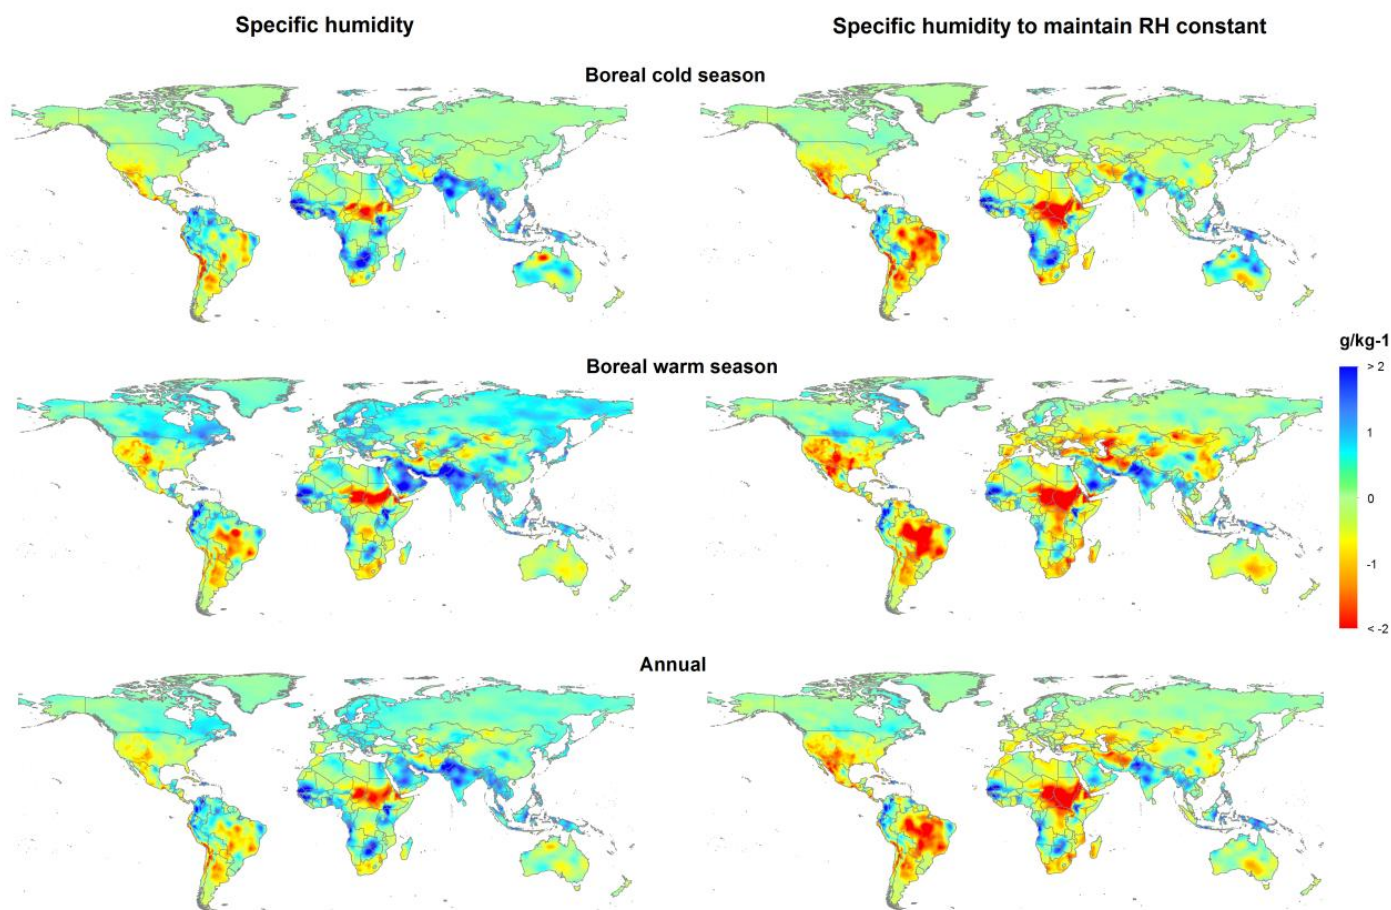 Specific humidity
Specific humidity to maintain RH constant
Boreal cold season
Boreal warm season
g/kg-1
> 2
1
0
-1
< -2
Annual